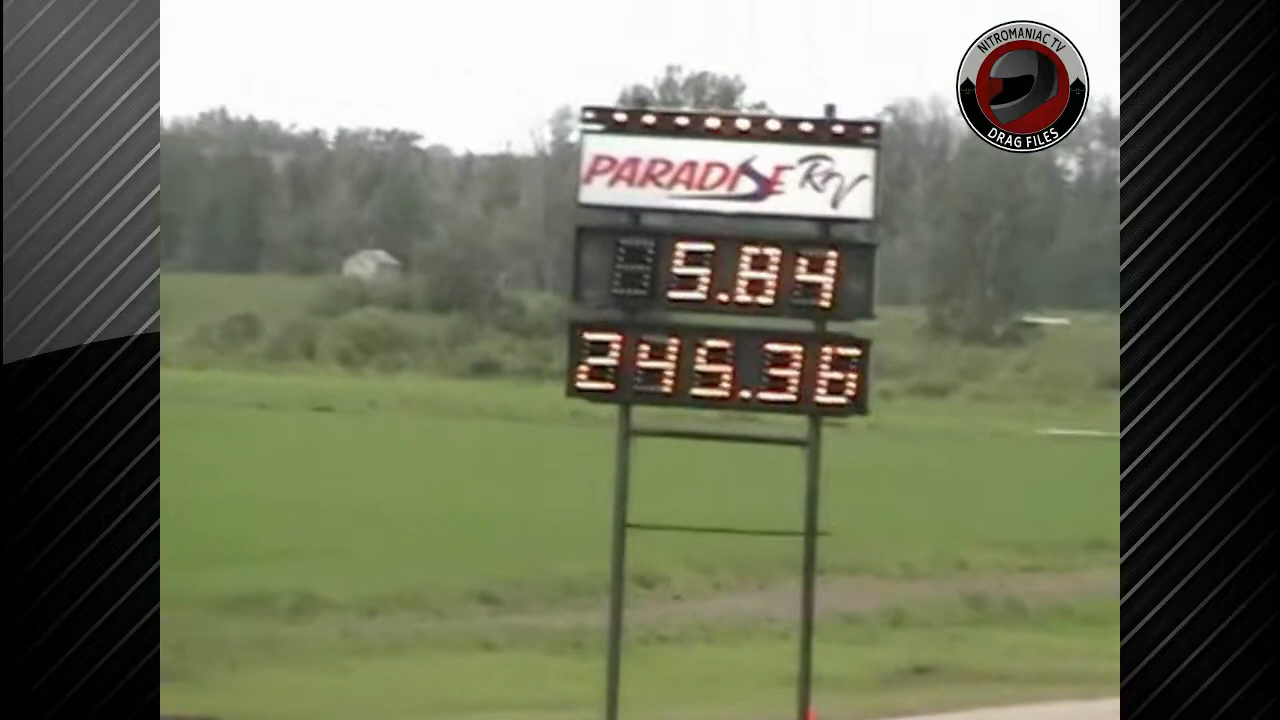 NITROMANIAC TV
DRAG FILES
PARADISE RV
5.84
245.36